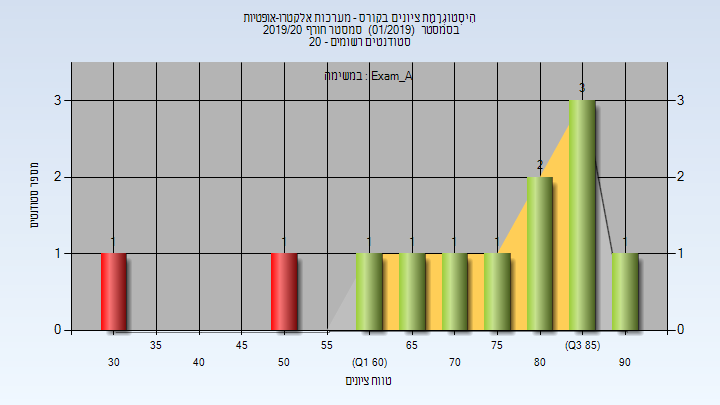 הִיסְטוֹגְרָמַת ציונים בקורס - מערכות אלקטרו-אופטיות
בסמסטר (01/2019) סמסטר חורף 2019/20
סטודנטים רשומים - 20
במשימה : Exam_A
מספר סטודנטים
3 3
2 2
1 1
0 0
1 1 1 1 1 1 2 3 1
35 45 55 65 75 (Q3 85)
30 40 50 (Q1 60) 70 80 90
טווח ציונים